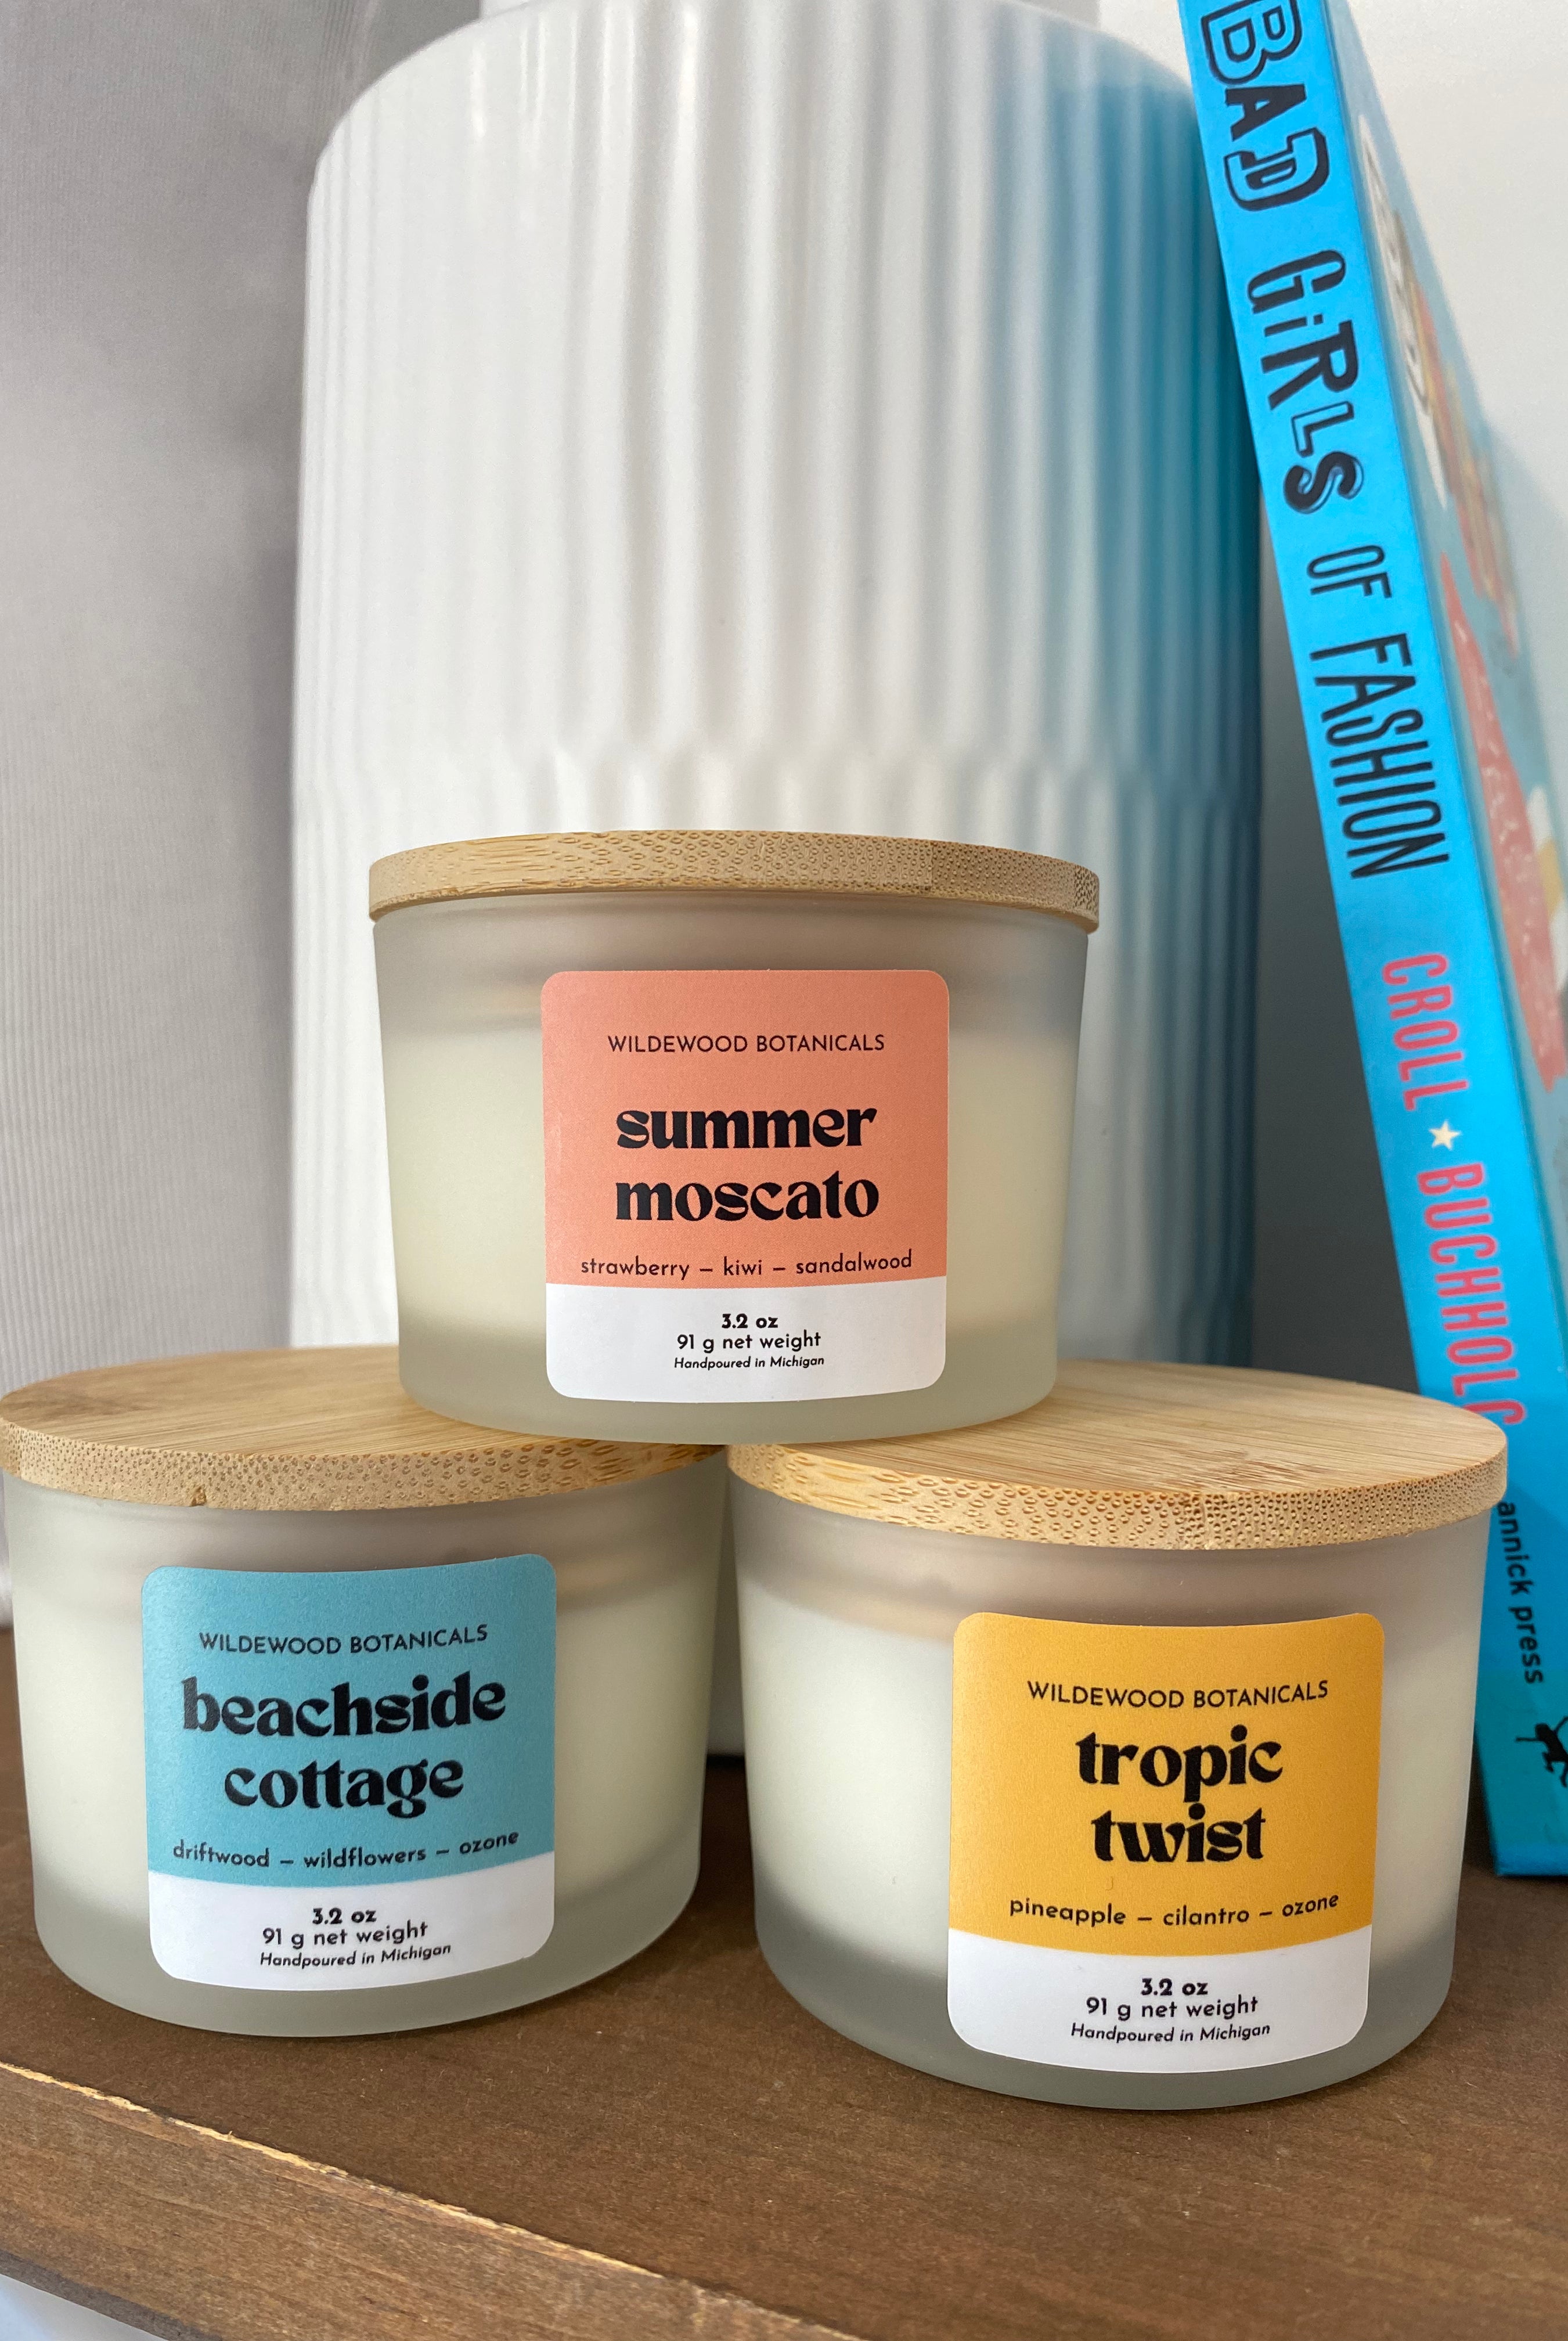 BAD GiRLS OF FASHION CROLL ★ BUCHHOLC annick press
WILDEWOOD BOTANICALS
summer
moscato
strawberry – kiwi – sandalwood
3.2 oz
91 g net weight
Handpoured in Michigan
WILDEWOOD BOTANICALS
beachside
cottage
driftwood – wildflowers – ozone
3.2 oz
91 g net weight
Handpoured in Michigan
WILDEWOOD BOTANICALS
tropic
twist
pineapple – cilantro – ozone
3.2 oz
91 g net weight
Handpoured in Michigan